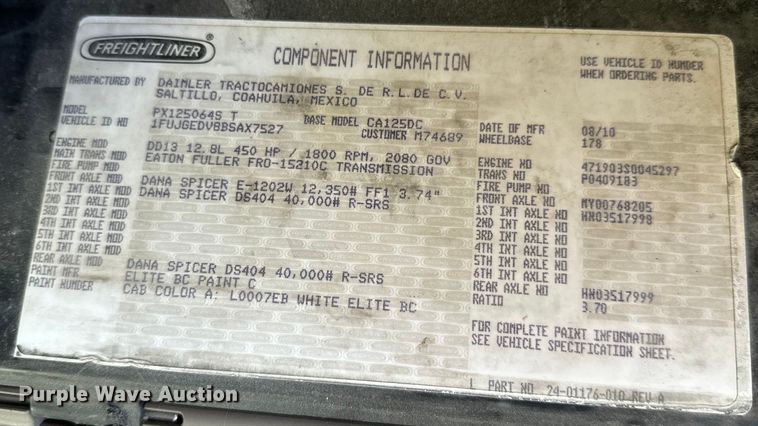 FREIGHTLINER
COMPONENT INFORMATION
USE VEHICLE ID NUMBER
WHEN ORDERING PARTS.
MANUFACTURED BY DAIMLER TRACTOCAMIONES S. DE R.L.DE C.V.
SALTILLO, COAHUILA, MEXICO
MODEL PX125064S T BASE MODEL CA125DC DATE OF MFR 08/10
VEHICLE ID NO 1FUJGEDV8BSAX7527 CUSTOMER M74689 WHEELBASE 178
ENGINE MOD DD13 12.8L 450 HP / 1800 RPM, 2080 GOV ENGINE NO 471903S0045297
MAIN TRANS MOD EATON FULLER FRO-15210C TRANSMISSION TRANS NO P0409183
FIRE PUMP MOD FIRE PUMP NO
FRONT AXLE MOD DANA SPICER E-1202W 12,350# FF1 3.74" FRONT AXLE NO MY00768205
1ST INT AXLE MOD DANA SPICER DS404 40,000# R-SRS 1ST INT AXLE NO HN03517998
2ND INT AXLE MOD 2ND INT AXLE NO
3RD INT AXLE MOD 3RD INT AXLE NO
4TH INT AXLE MOD 4TH INT AXLE NO
5TH INT AXLE MOD 5TH INT AXLE NO
6TH INT AXLE MOD 6TH INT AXLE NO
REAR AXLE MOD DANA SPICER DS404 40,000# R-SRS REAR AXLE NO HN03517999
PAINT MFR ELITE BC PAINT C RATIO 3.70
PAINT NUMBER CAB COLOR A: L0007EB WHITE ELITE BC
FOR COMPLETE PAINT INFORMATION
SEE VEHICLE SPECIFICATION SHEET.
PART NO 24-01176-010 REV A
Purple Wave Auction